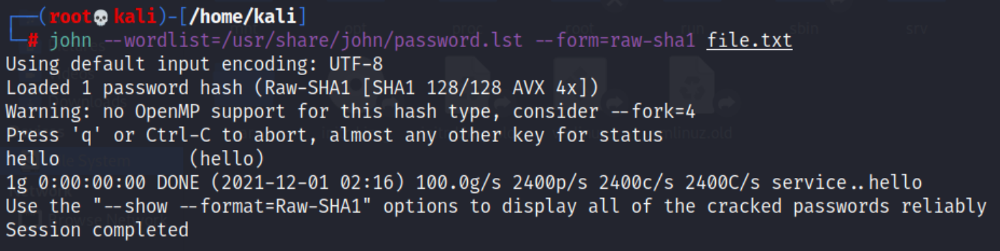 ┌──(root💀kali)-[/home/kali]
└─# john --wordlist=/usr/share/john/password.lst --form=raw-sha1 file.txt
Using default input encoding: UTF-8
Loaded 1 password hash (Raw-SHA1 [SHA1 128/128 AVX 4x])
Warning: no OpenMP support for this hash type, consider --fork=4
Press 'q' or Ctrl-C to abort, almost any other key for status
hello            (hello)
1g 0:00:00:00 DONE (2021-12-01 02:16) 100.0g/s 2400p/s 2400c/s 2400C/s service..hello
Use the "--show --format=Raw-SHA1" options to display all of the cracked passwords reliably
Session completed